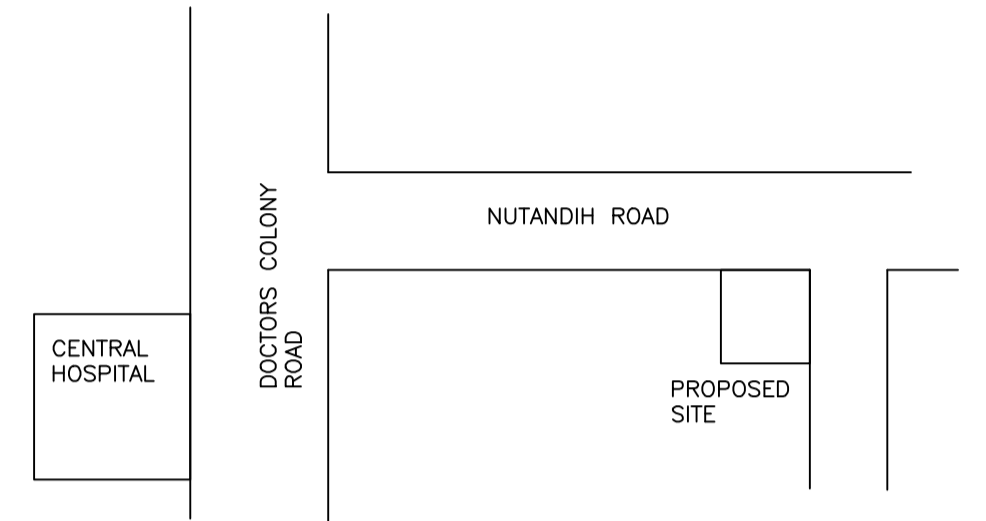 NUTANDIH ROAD
DOCTORS COLONY
ROAD
CENTRAL
HOSPITAL
PROPOSED
SITE